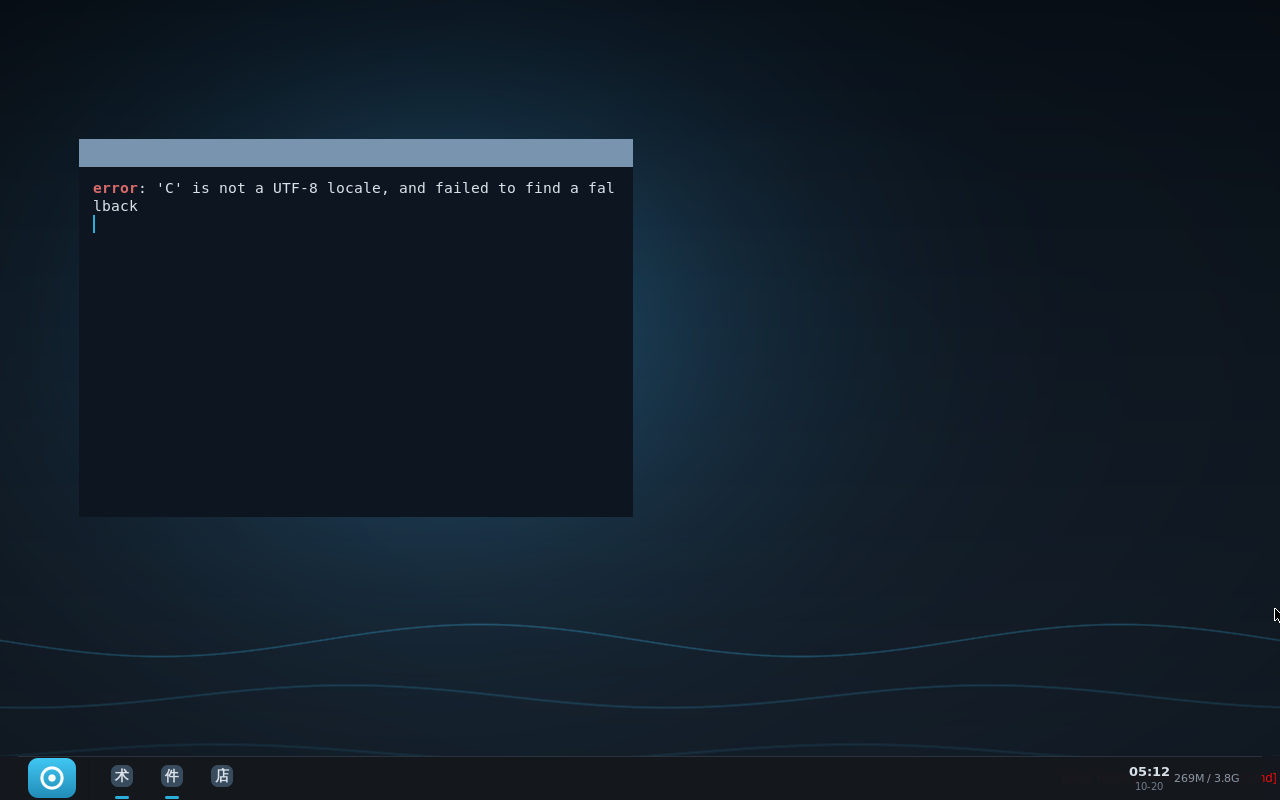 error: 'C' is not a UTF-8 locale, and failed to find a fal
lback
术 件 店
05:12
10-20
269M / 3.8G
nd]